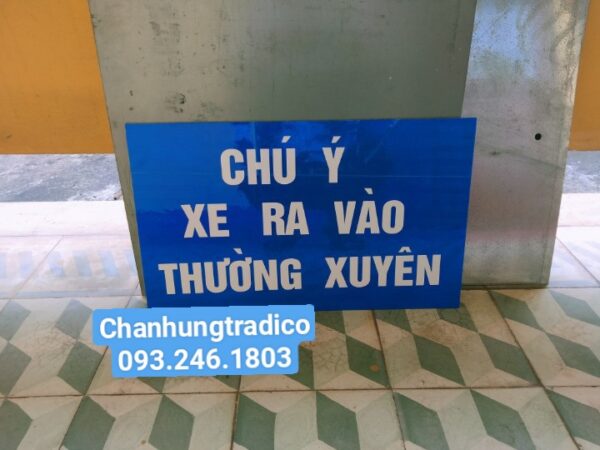 CHÚ Ý
XE RA VÀO
THƯỜNG XUYÊN
Chanhungtradico
093.246.1803